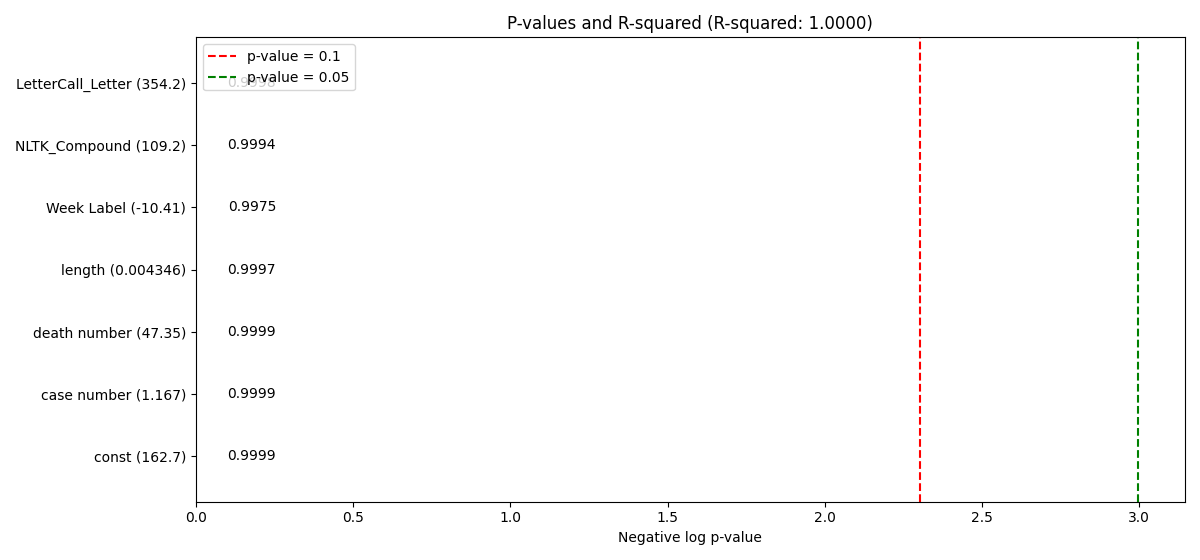 P-values and R-squared (R-squared: 1.0000)
p-value = 0.1
p-value = 0.05
LetterCall_Letter (354.2)
NLTK_Compound (109.2) 0.9994
Week Label (-10.41) 0.9975
length (0.004346) 0.9997
death number (47.35) 0.9999
case number (1.167) 0.9999
const (162.7) 0.9999
0.0 0.5 1.0 1.5 2.0 2.5 3.0
Negative log p-value